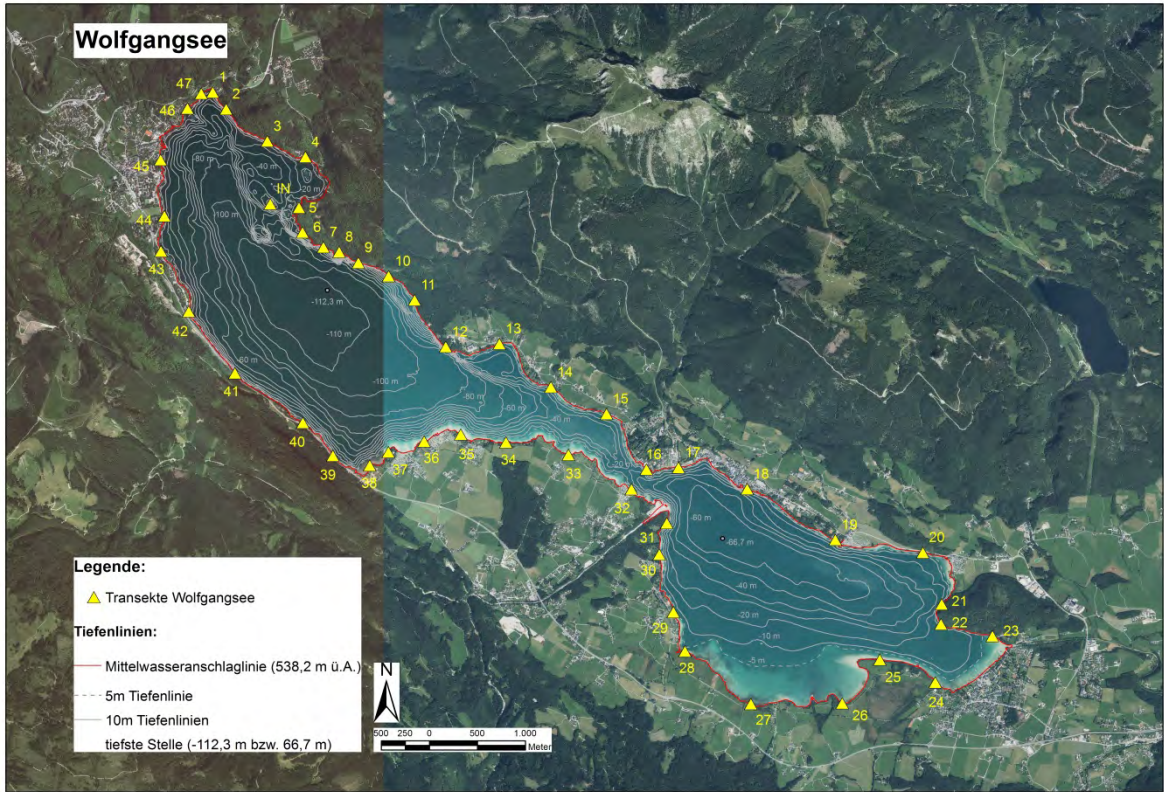 Wolfgangsee
47
1
46
2
3
4
45
-80 m
-40 m
-20 m
IN
5
44
-100 m
6
7
8
43
9
10
-112,3 m
11
42
-110 m
12
13
41
-60 m
-100 m
14
-80 m
-60 m
-40 m
15
40
39
38
37
36
35
34
33
-20 m
16
17
18
32
31
-60 m
-66,7 m
19
20
30
-40 m
21
29
-20 m
22
23
-10 m
28
-5 m
25
24
27
26
Legende:
Transekte Wolfgangsee
Tiefenlinien:
Mittelwasseranschlaglinie (538,2 m ü.A.)
5m Tiefenlinie
10m Tiefenlinien
tiefste Stelle (-112,3 m bzw. 66,7 m)
N
500 250 0 500 1.000
Meter